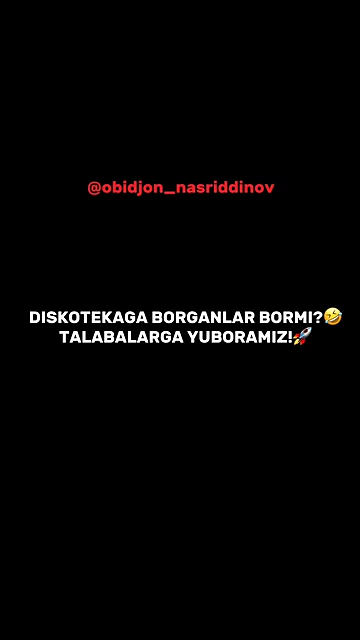 @obidjon_nasriddinov
DISKOTEKAGA BORGANLAR BORMI?🤣
TALABALARGA YUBORAMIZ!🚀